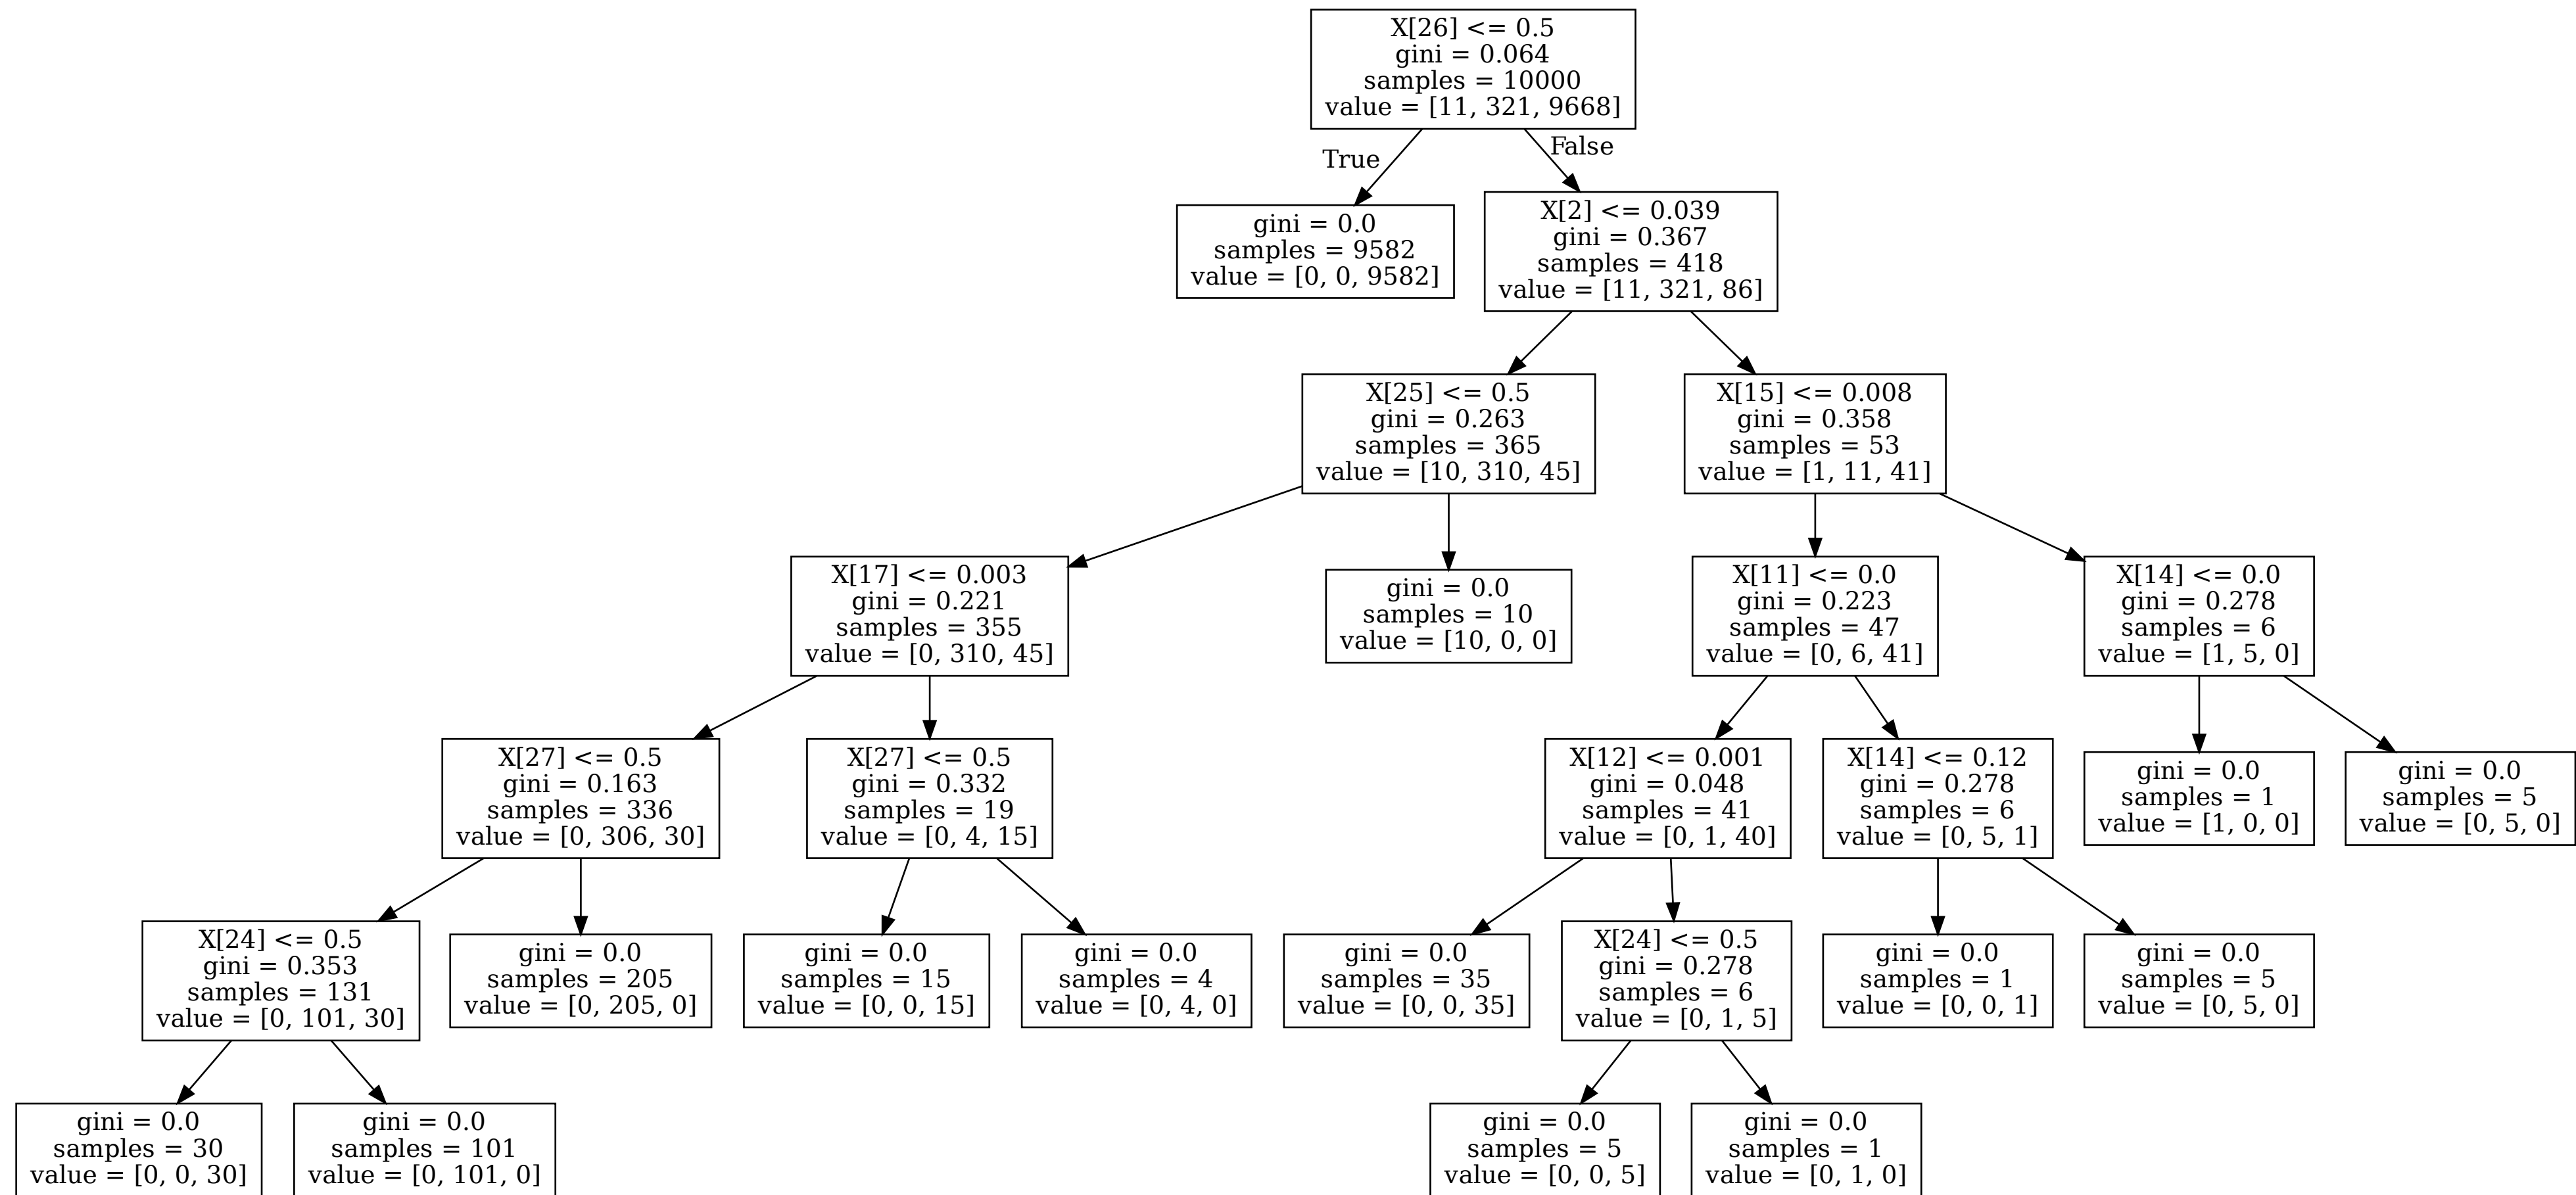 X[26] <= 0.5
gini = 0.064
samples = 10000
value = [11, 321, 9668]
True
False
gini = 0.0
samples = 9582
value = [0, 0, 9582]
X[2] <= 0.039
gini = 0.367
samples = 418
value = [11, 321, 86]
X[25] <= 0.5
gini = 0.263
samples = 365
value = [10, 310, 45]
X[15] <= 0.008
gini = 0.358
samples = 53
value = [1, 11, 41]
X[17] <= 0.003
gini = 0.221
samples = 355
value = [0, 310, 45]
gini = 0.0
samples = 10
value = [10, 0, 0]
X[11] <= 0.0
gini = 0.223
samples = 47
value = [0, 6, 41]
X[14] <= 0.0
gini = 0.278
samples = 6
value = [1, 5, 0]
X[27] <= 0.5
gini = 0.163
samples = 336
value = [0, 306, 30]
X[27] <= 0.5
gini = 0.332
samples = 19
value = [0, 4, 15]
X[12] <= 0.001
gini = 0.048
samples = 41
value = [0, 1, 40]
X[14] <= 0.12
gini = 0.278
samples = 6
value = [0, 5, 1]
gini = 0.0
samples = 1
value = [1, 0, 0]
gini = 0.0
samples = 5
value = [0, 5, 0]
X[24] <= 0.5
gini = 0.353
samples = 131
value = [0, 101, 30]
gini = 0.0
samples = 205
value = [0, 205, 0]
gini = 0.0
samples = 15
value = [0, 0, 15]
gini = 0.0
samples = 4
value = [0, 4, 0]
gini = 0.0
samples = 35
value = [0, 0, 35]
X[24] <= 0.5
gini = 0.278
samples = 6
value = [0, 1, 5]
gini = 0.0
samples = 1
value = [0, 0, 1]
gini = 0.0
samples = 5
value = [0, 5, 0]
gini = 0.0
samples = 30
value = [0, 0, 30]
gini = 0.0
samples = 101
value = [0, 101, 0]
gini = 0.0
samples = 5
value = [0, 0, 5]
gini = 0.0
samples = 1
value = [0, 1, 0]